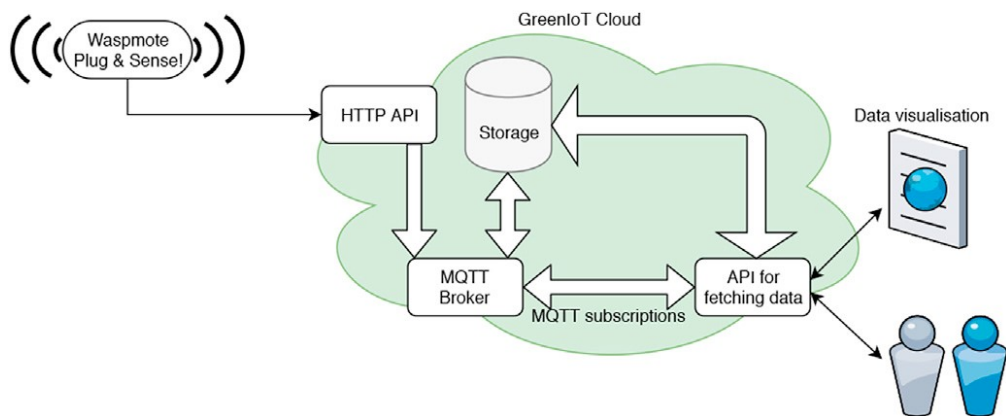 GreenIoT Cloud
Waspmote
Plug & Sense!
HTTP API
Storage
Data visualisation
MQTT
Broker
API for
fetching data
MQTT subscriptions